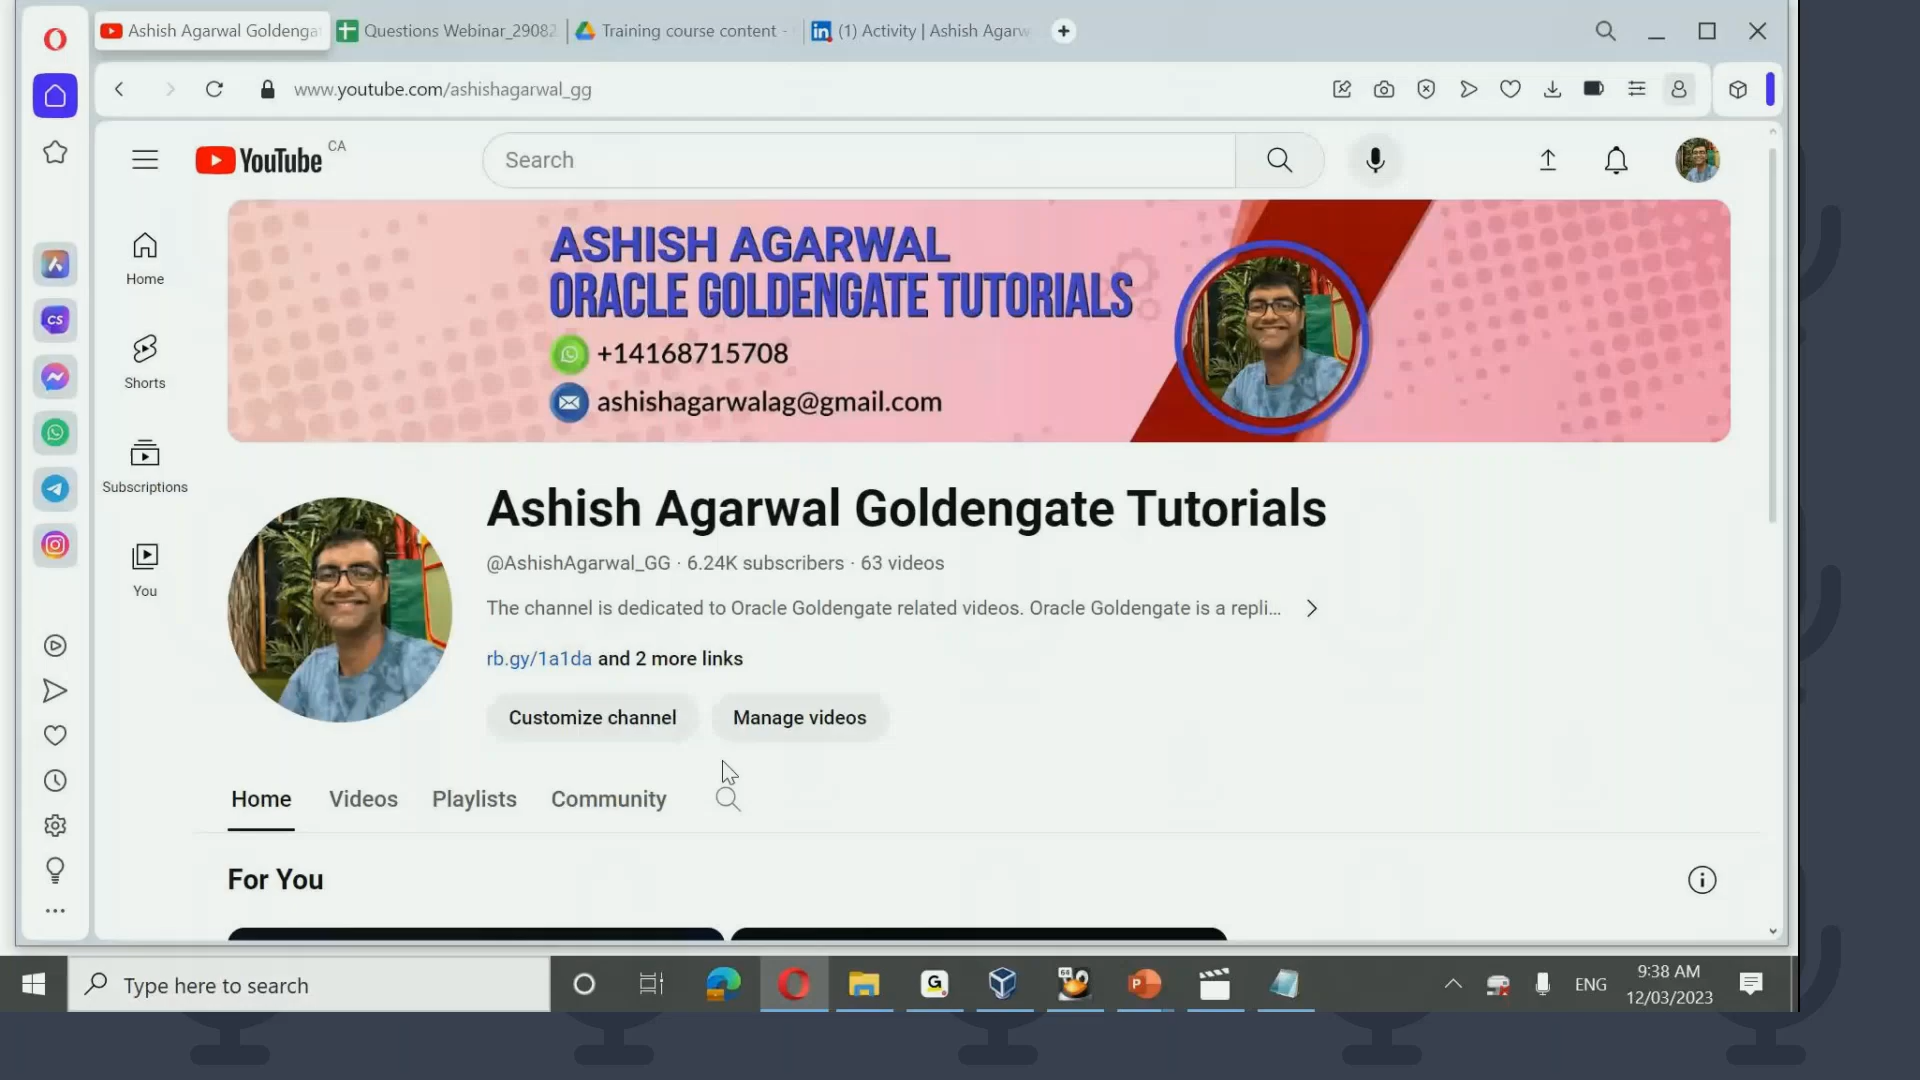 Ashish Agarwal Goldenga
Questions Webinar_29082
Training course content -
(1) Activity | Ashish Agarw
www.youtube.com/ashishagarwal_gg
YouTube CA
Search
Home
Shorts
Subscriptions
You
ASHISH AGARWAL
ORACLE GOLDENGATE TUTORIALS
+14168715708
ashishagarwalag@gmail.com
Ashish Agarwal Goldengate Tutorials
@AshishAgarwal_GG · 6.24K subscribers · 63 videos
The channel is dedicated to Oracle Goldengate related videos. Oracle Goldengate is a repli...
rb.gy/1a1da and 2 more links
Customize channel
Manage videos
Home
Videos
Playlists
Community
For You
Type here to search
ENG
9:38 AM
12/03/2023
CS
in
G
64
P